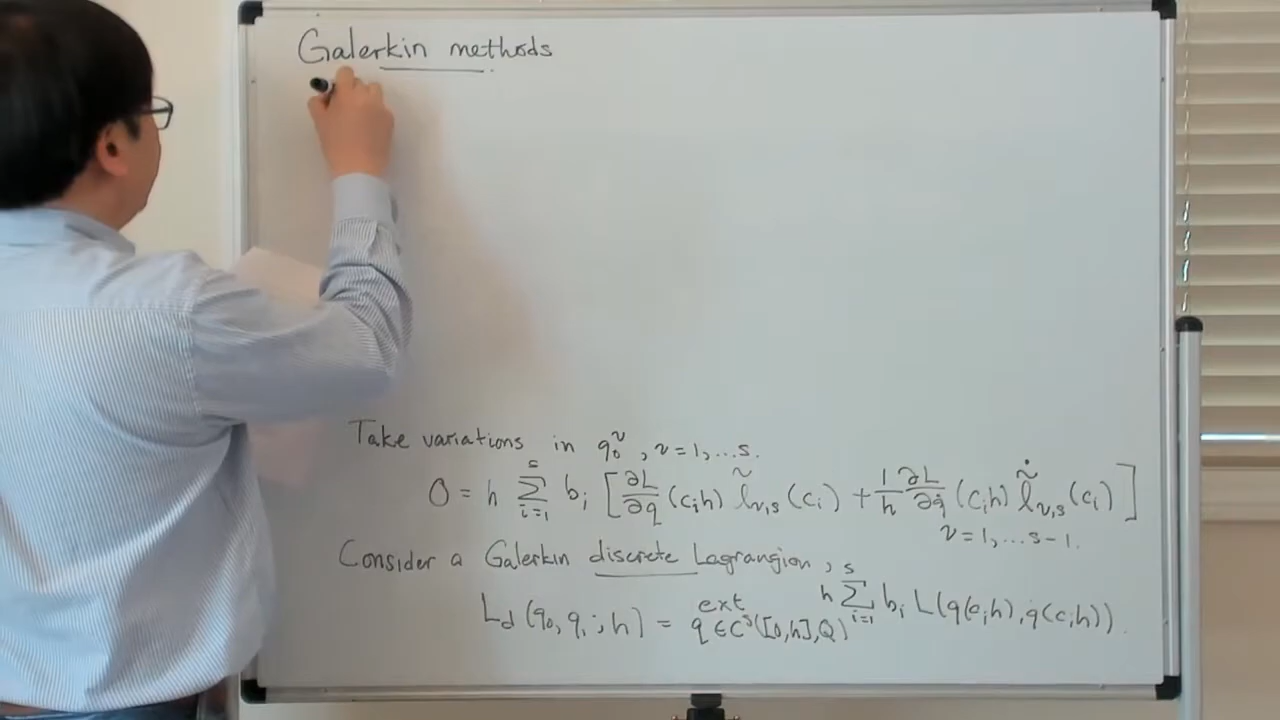 Galerkin methods
Take variations in q₀^ν, ν = 1, ... s.
0 = h Σ_{i=1}^{s} b_i [ ∂L/∂q (c_i h) l̃_{ν,s}(c_i) + 1/h ∂L/∂q̇ (c_i h) l̃̇_{ν,s}(c_i) ]
ν = 1, ... s-1.
Consider a Galerkin discrete Lagrangian,
L_d(q₀, q₁; h) = ext_{q ∈ C^s([0,h],Q)} h Σ_{i=1}^{s} b_i L(q(c_i h), q̇(c_i h)).